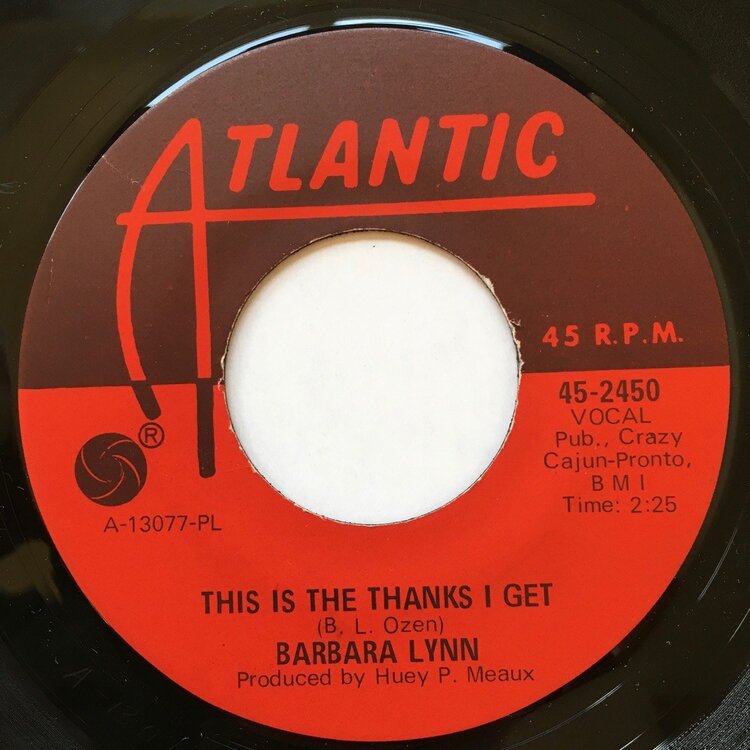 ATLANTIC
45 R.P.M.
45-2450
VOCAL
Pub., Crazy
Cajun-Pronto,
B M I
Time: 2:25
®
A-13077-PL
THIS IS THE THANKS I GET
(B. L. Ozen)
BARBARA LYNN
Produced by Huey P. Meaux